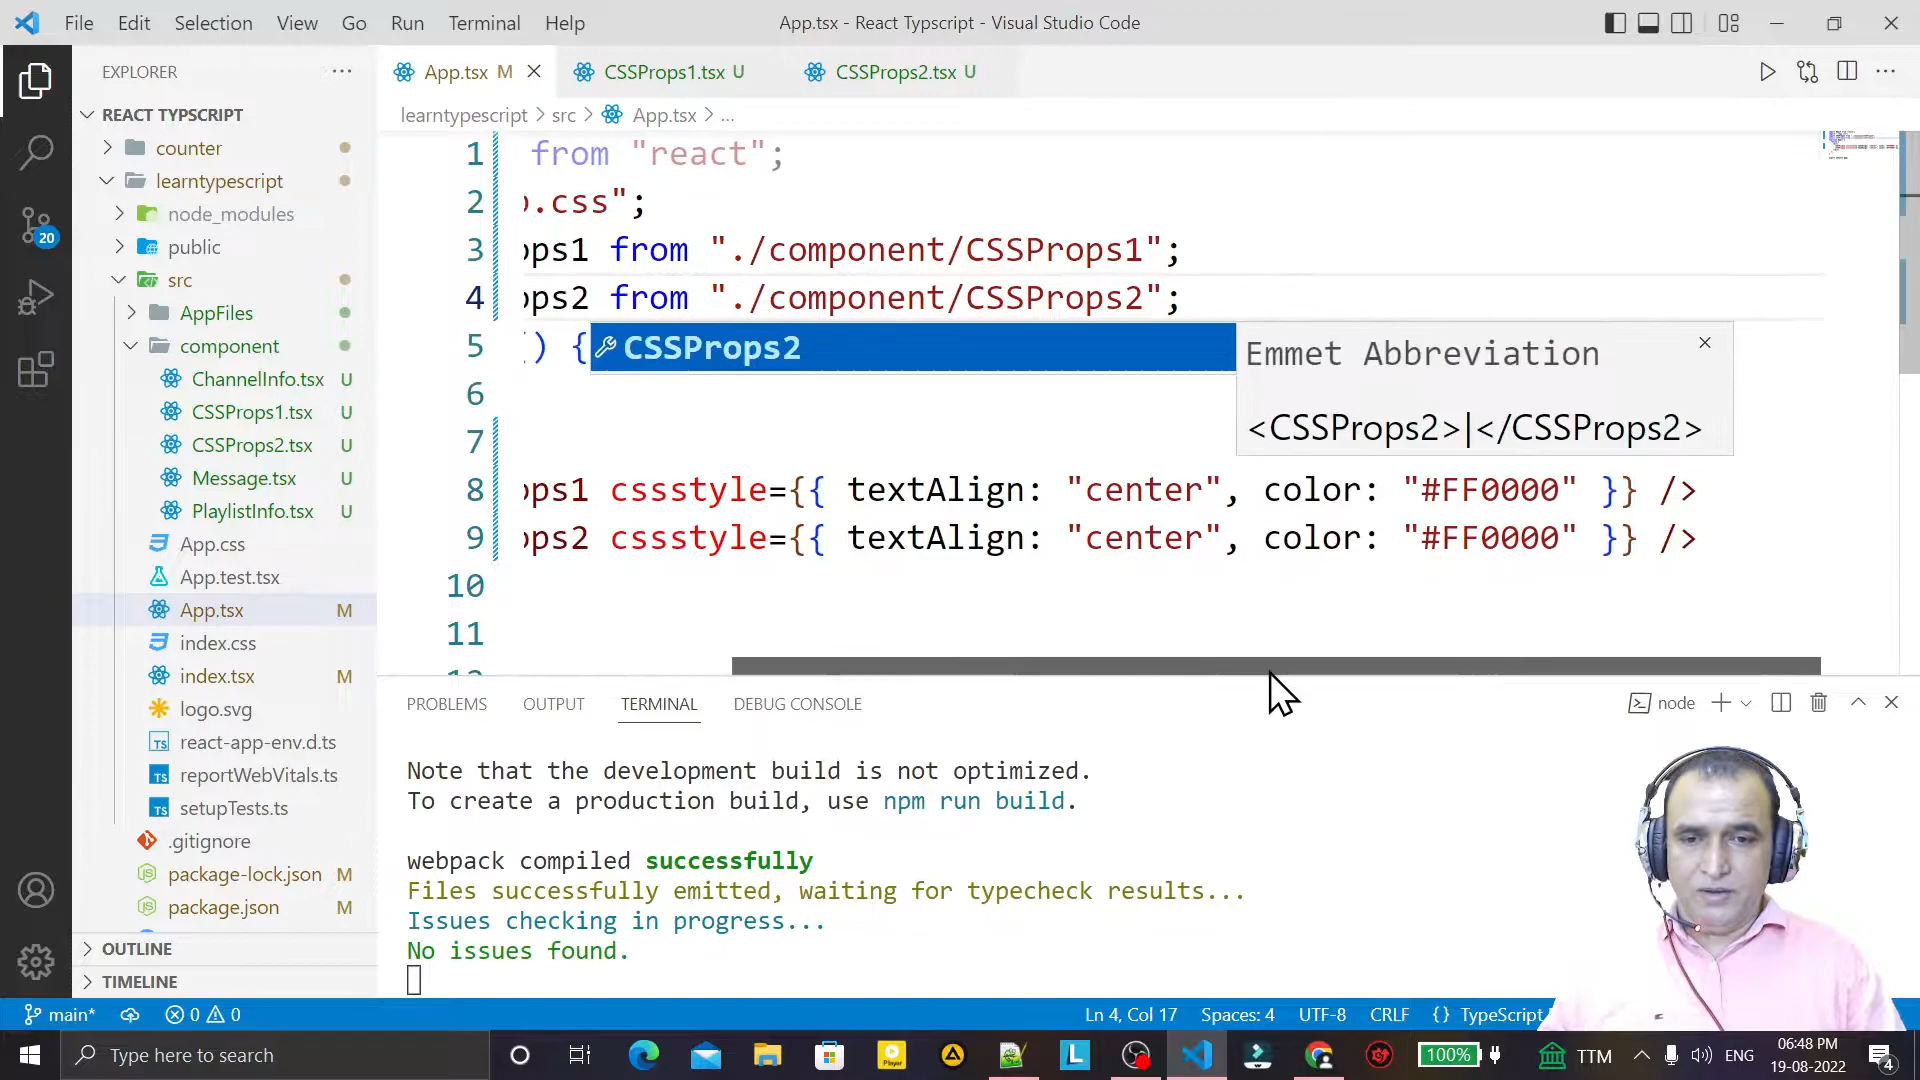 File Edit Selection View Go Run Terminal Help
App.tsx - React Typscript - Visual Studio Code
EXPLORER
App.tsx M
CSSProps1.tsx U
CSSProps2.tsx U
REACT TYPSCRIPT
learntypescript > src > App.tsx > ...
counter
learntypescript
node_modules
public
src
AppFiles
component
ChannelInfo.tsx U
CSSProps1.tsx U
CSSProps2.tsx U
Message.tsx U
PlaylistInfo.tsx U
App.css
App.test.tsx
App.tsx M
index.css
index.tsx M
logo.svg
react-app-env.d.ts
reportWebVitals.ts
setupTests.ts
.gitignore
package-lock.json M
package.json M
OUTLINE
TIMELINE
20
1 from "react";
2 .css";
3 ops1 from "./component/CSSProps1";
4 ops2 from "./component/CSSProps2";
5 () {
CSSProps2
Emmet Abbreviation
<CSSProps2>|</CSSProps2>
6
7
8 ops1 cssstyle={{ textAlign: "center", color: "#FF0000" }} />
9 ops2 cssstyle={{ textAlign: "center", color: "#FF0000" }} />
10
11
PROBLEMS OUTPUT TERMINAL DEBUG CONSOLE
node
Note that the development build is not optimized.
To create a production build, use npm run build.
webpack compiled successfully
Files successfully emitted, waiting for typecheck results...
Issues checking in progress...
No issues found.
main* 0 0
Ln 4, Col 17 Spaces: 4 UTF-8 CRLF {} TypeScript
Type here to search
Player
L
100%
TTM
ENG
06:48 PM
19-08-2022
4